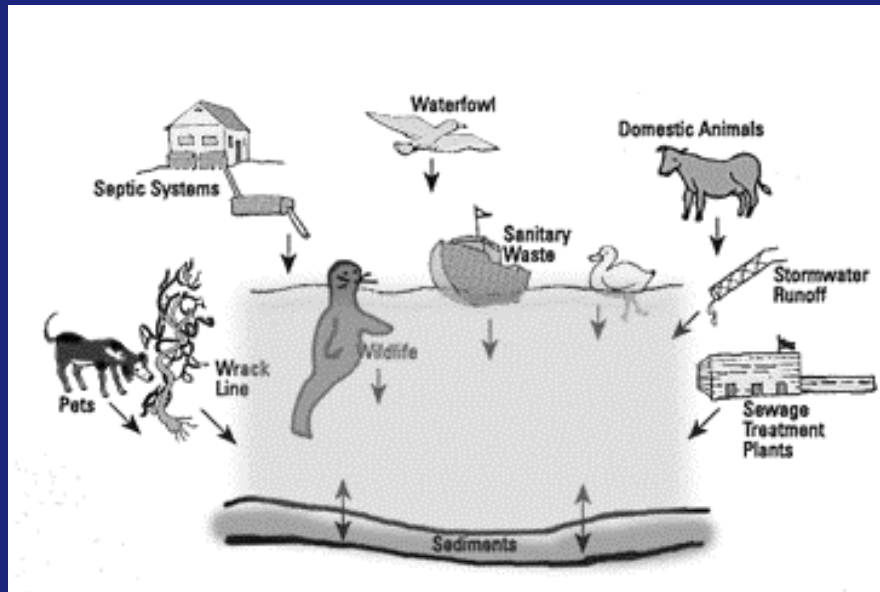 Waterfowl
Domestic Animals
Septic Systems
Sanitary
Waste
Stormwater
Runoff
Wildlife
Wrack
Line
Pets
Sewage
Treatment
Plants
Sediments